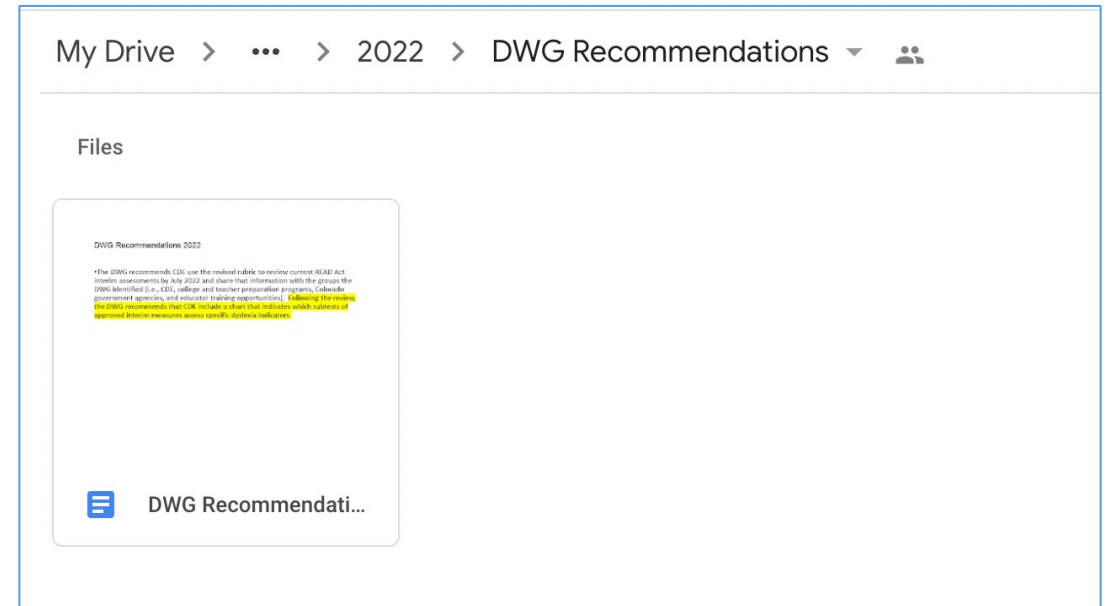 My Drive > ... > 2022 > DWG Recommendations
Files
DWG Recommendations 2022
•The DWG recommends CDE use the revised rubric to review current READ Act
interim assessments by July 2022 and share that information with the groups the
DWG identified (i.e., CDE, college and teacher preparation programs, Colorado
government agencies, and educator training opportunities). Following the review,
the DWG recommends that CDE include a chart that indicates which subtests of
approved interim measures assess specific dydexia indicators.
DWG Recommendati...